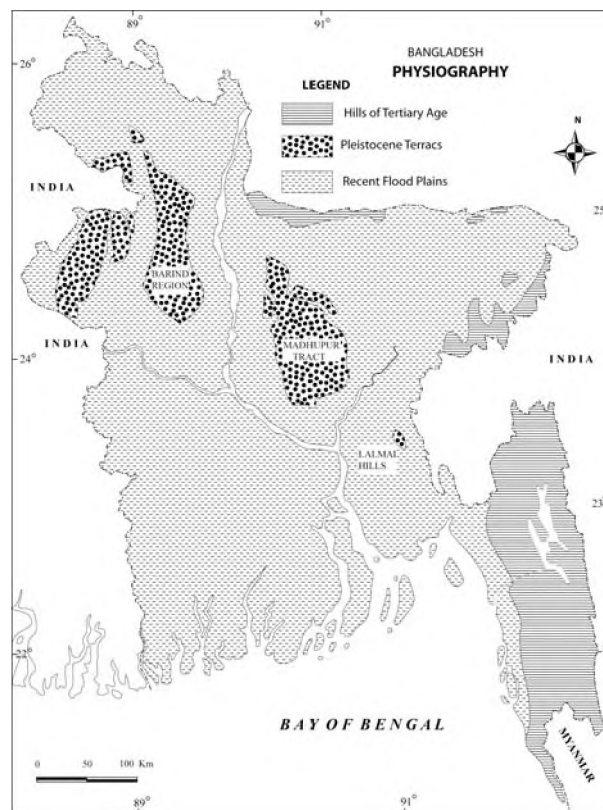 89°
91°
26°
BANGLADESH
PHYSIOGRAPHY
LEGEND
Hills of Tertiary Age
Pleistocene Terracs
Recent Flood Plains
N
INDIA
25
BARIND
REGION
INDIA
MADHUPUR
TRACT
24°
INDIA
LALMAI
HILLS
23
22°
BAY OF BENGAL
MYANMAR
0 50 100 Km
89°
91°